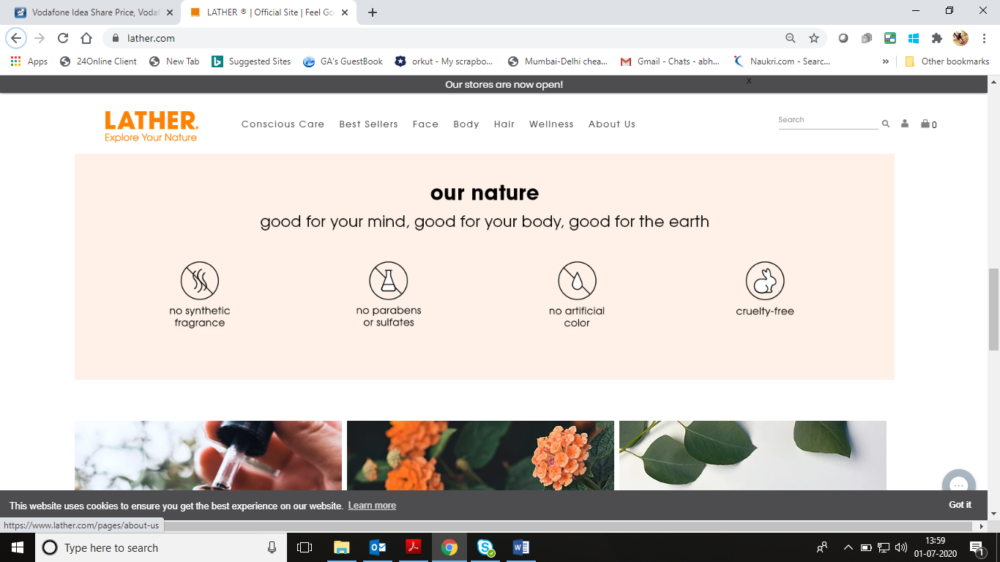 Vodafone Idea Share Price, Vodaf
LATHER ® | Official Site | Feel Go
lather.com
Apps
24Online Client
New Tab
Suggested Sites
GA's GuestBook
orkut - My scrapbo...
Mumbai-Delhi chea...
Gmail - Chats - abh...
Naukri.com - Searc...
»
Other bookmarks
Our stores are now open!
x
LATHER®
Explore Your Nature
Conscious Care
Best Sellers
Face
Body
Hair
Wellness
About Us
Search
0
our nature
good for your mind, good for your body, good for the earth
no synthetic
fragrance
no parabens
or sulfates
no artificial
color
cruelty-free
This website uses cookies to ensure you get the best experience on our website. Learn more
Got it
https://www.lather.com/pages/about-us
Type here to search
13:59
01-07-2020
1